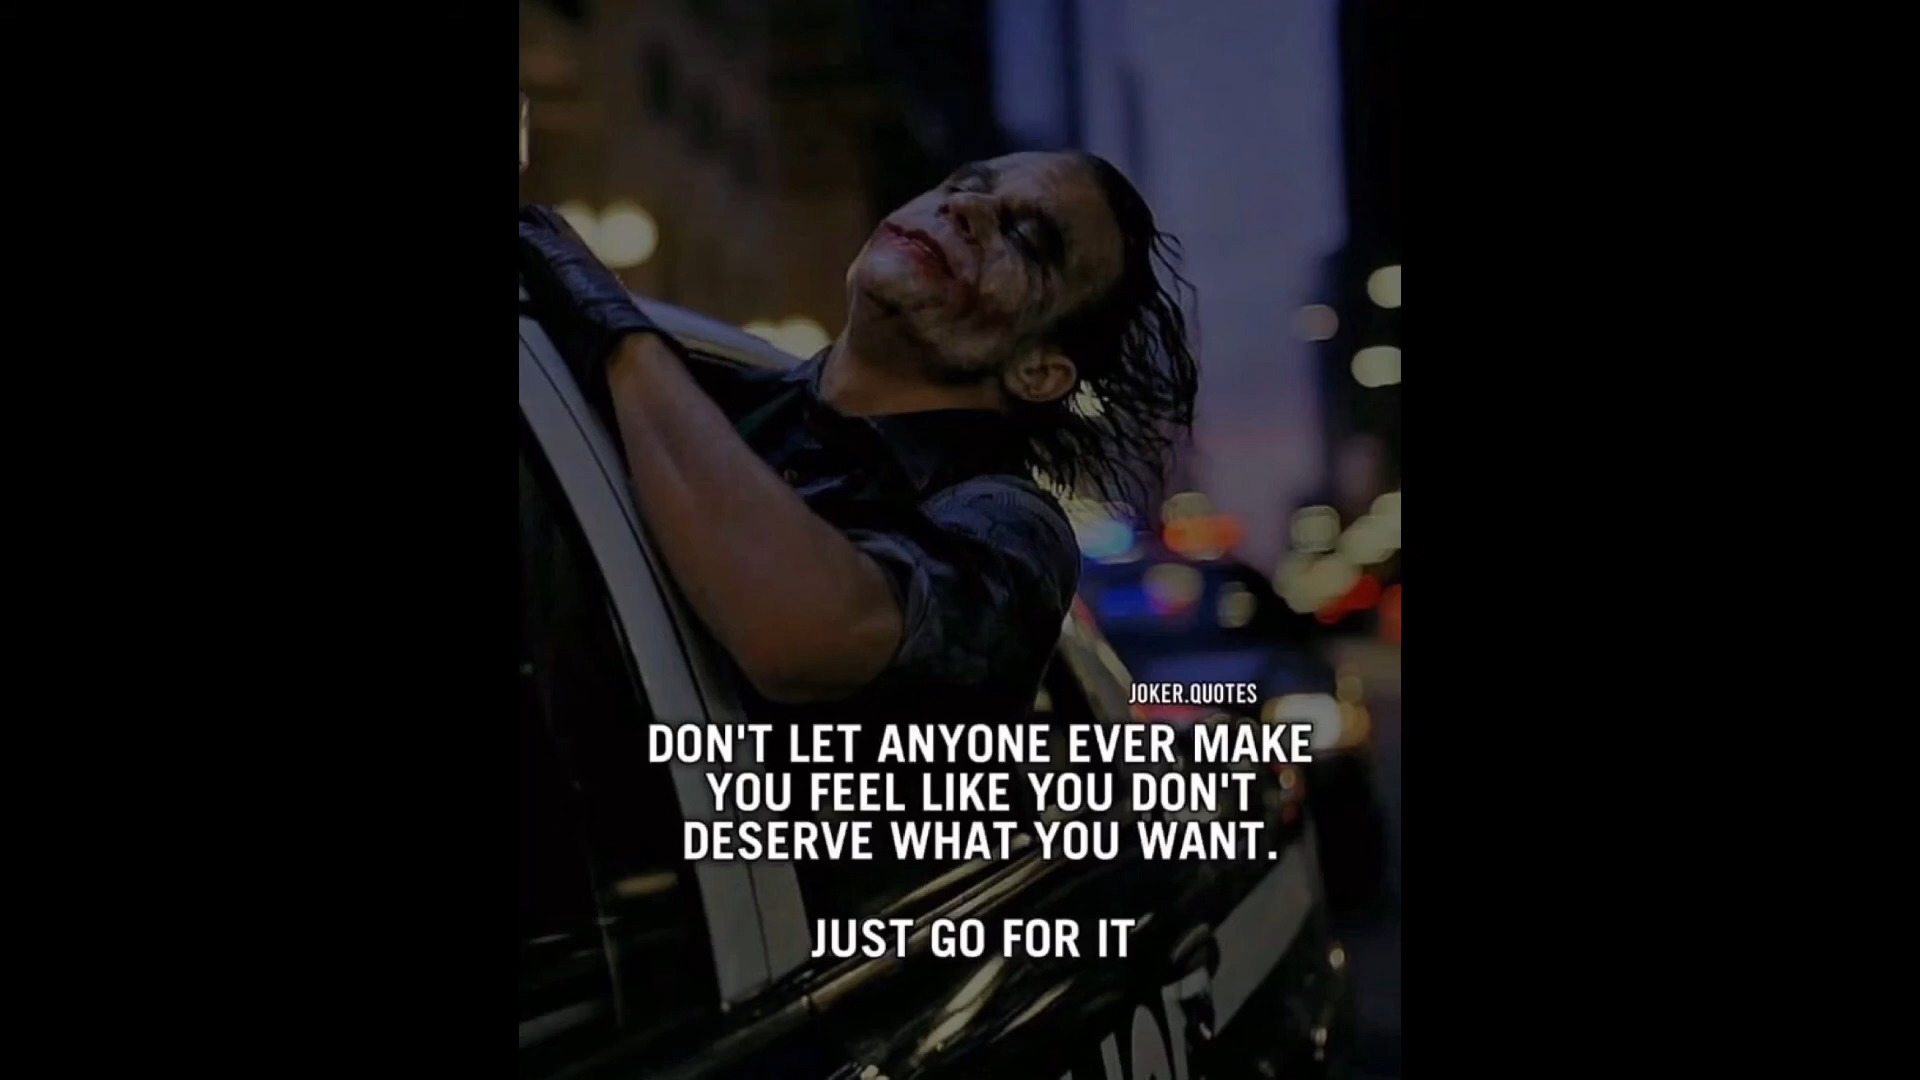 JOKER.QUOTES
DON'T LET ANYONE EVER MAKE
YOU FEEL LIKE YOU DON'T
DESERVE WHAT YOU WANT.
JUST GO FOR IT